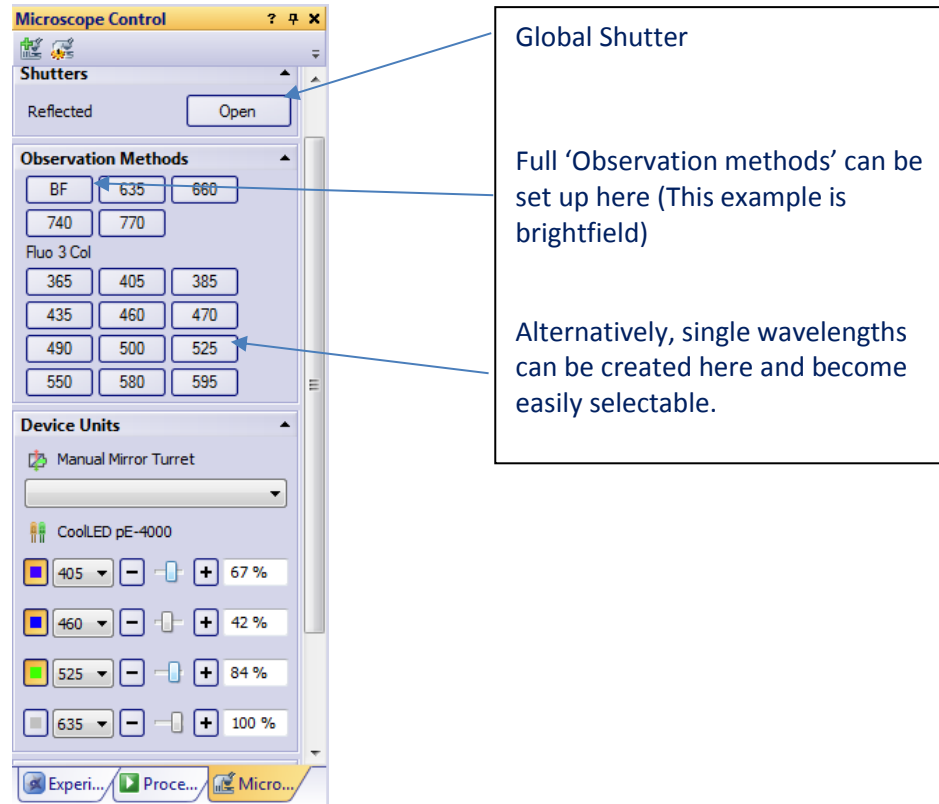 Microscope Control ?
Shutters
Reflected Open
Observation Methods
BF 635 660
740 770
Fluo 3 Col
365 405 385
435 460 470
490 500 525
550 580 595
Device Units
Manual Mirror Turret
CoolLED pE-4000
405 − + 67 %
460 − + 42 %
525 − + 84 %
635 − + 100 %
Experi... Proce... Micro...
Global Shutter
Full ‘Observation methods’ can be
set up here (This example is
brightfield)
Alternatively, single wavelengths
can be created here and become
easily selectable.